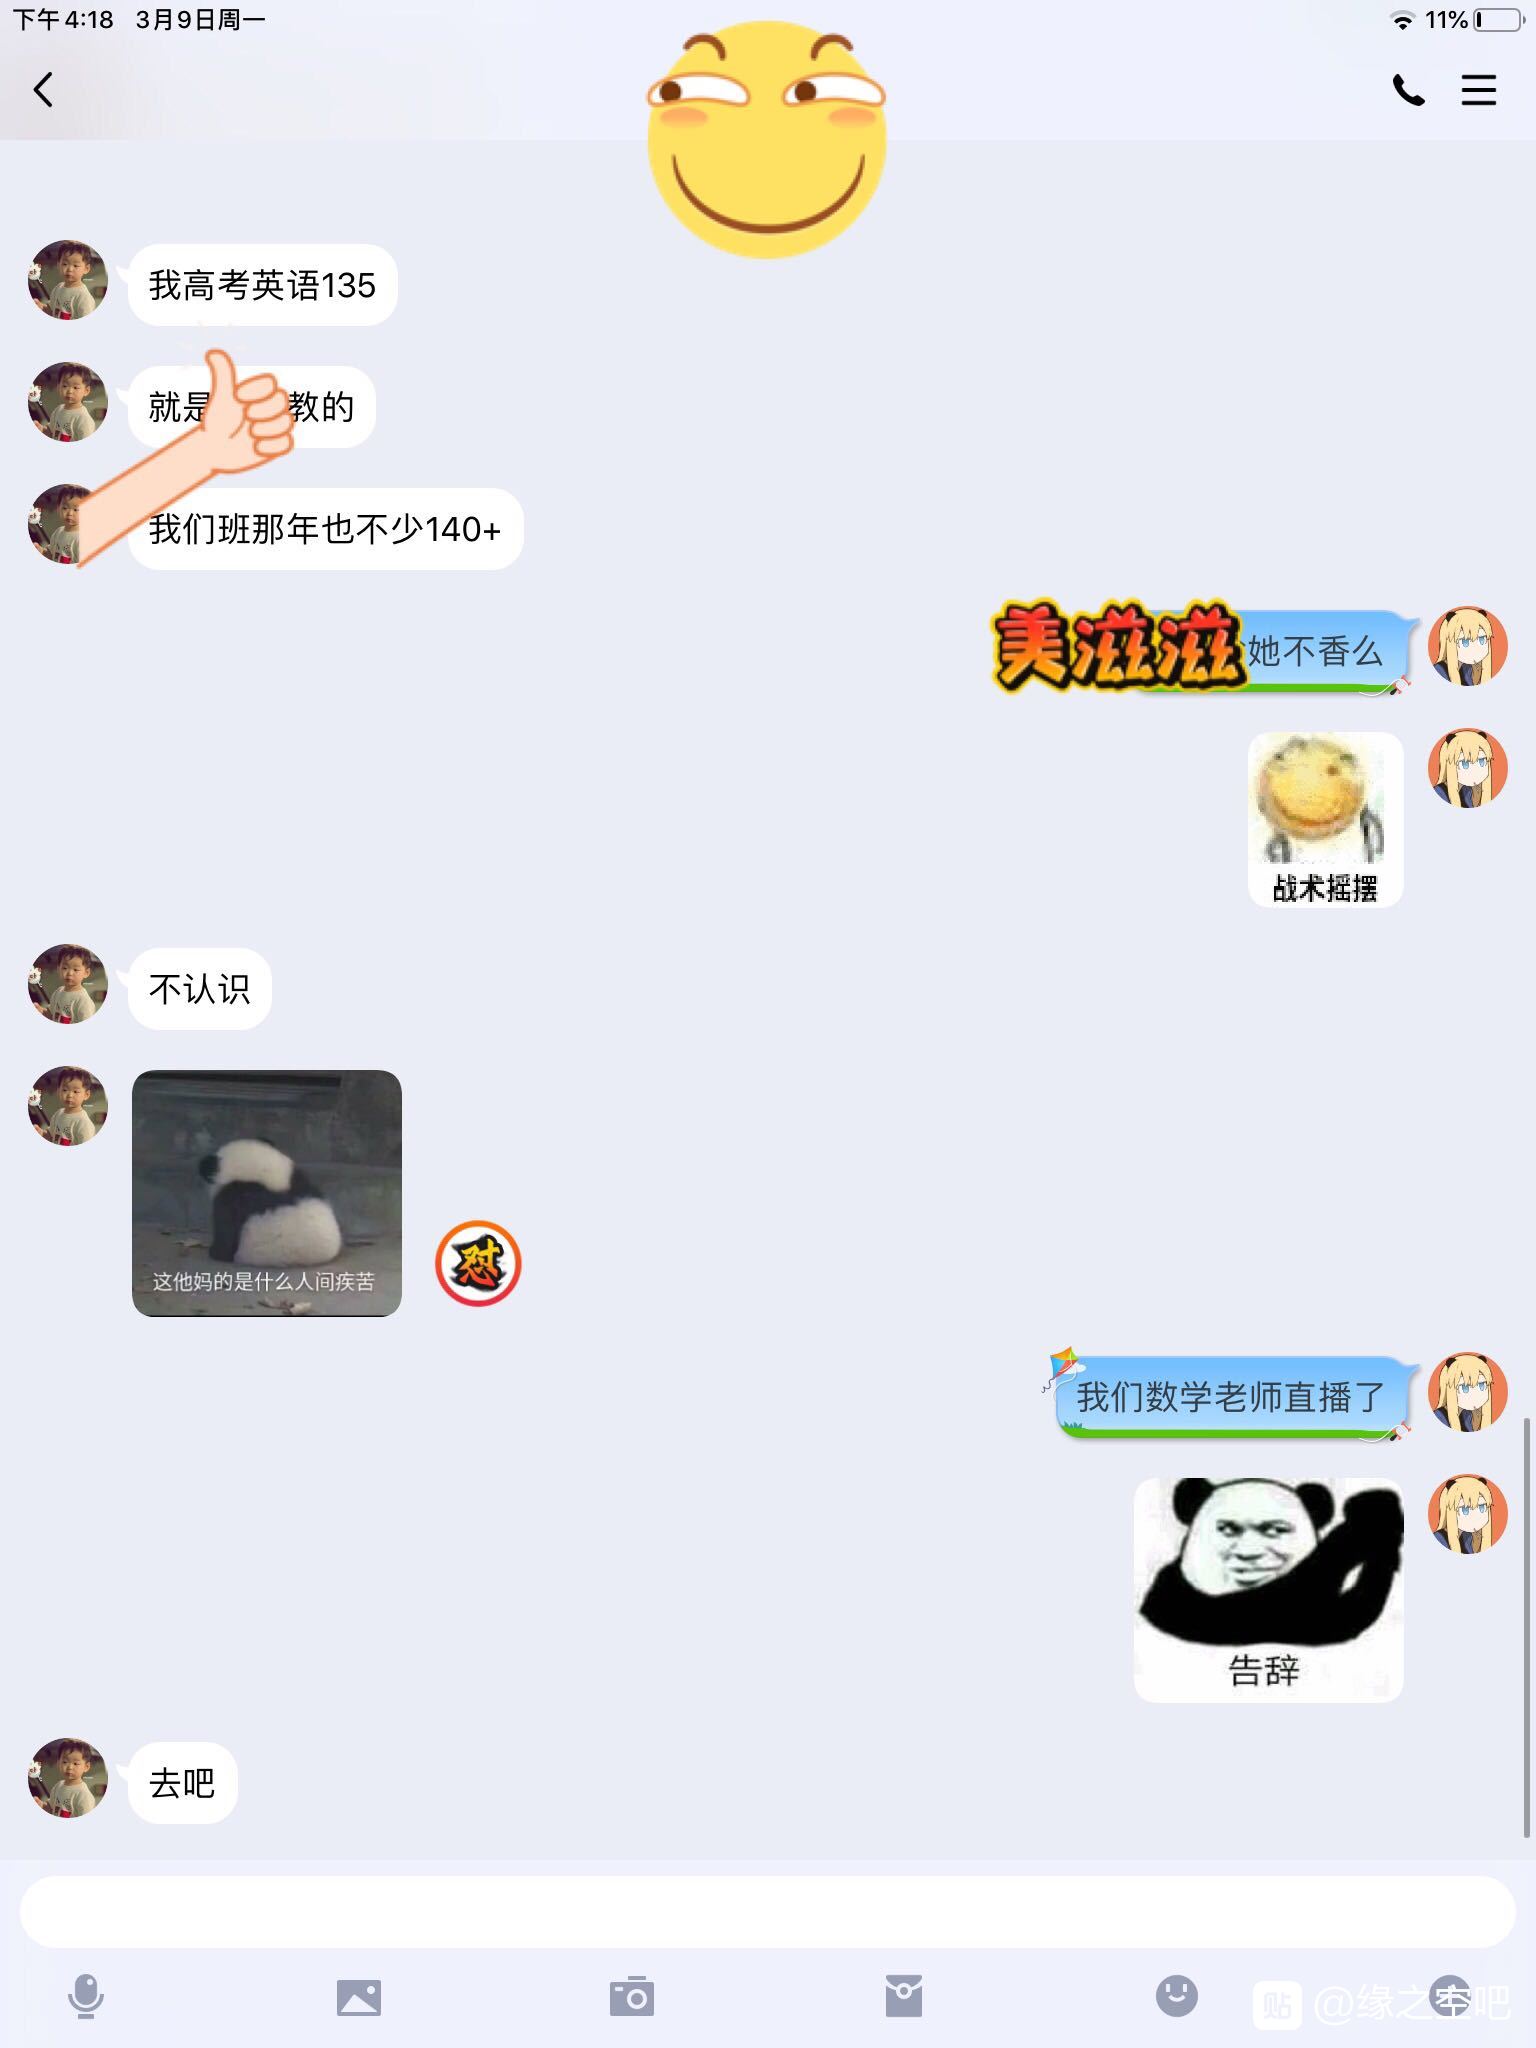 下午4:18 3月9日周一
11%
我高考英语135
就是教的
我们班那年也不少140+
美滋滋
她不香么
战术摇摆
不认识
这他妈的是什么人间疾苦
怼
我们数学老师直播了
告辞
去吧
贴 @缘之空吧